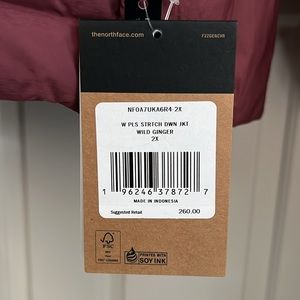 thenorthface.com F22GENCVR
NF0A7UKA6R4 2X
W PLS STRTCH DWN JKT
WILD GINGER
2X
1 96246 37872 7
MADE IN INDONESIA
Suggested Retail 260.00
FSC
PRINTED WITH
SOY INK